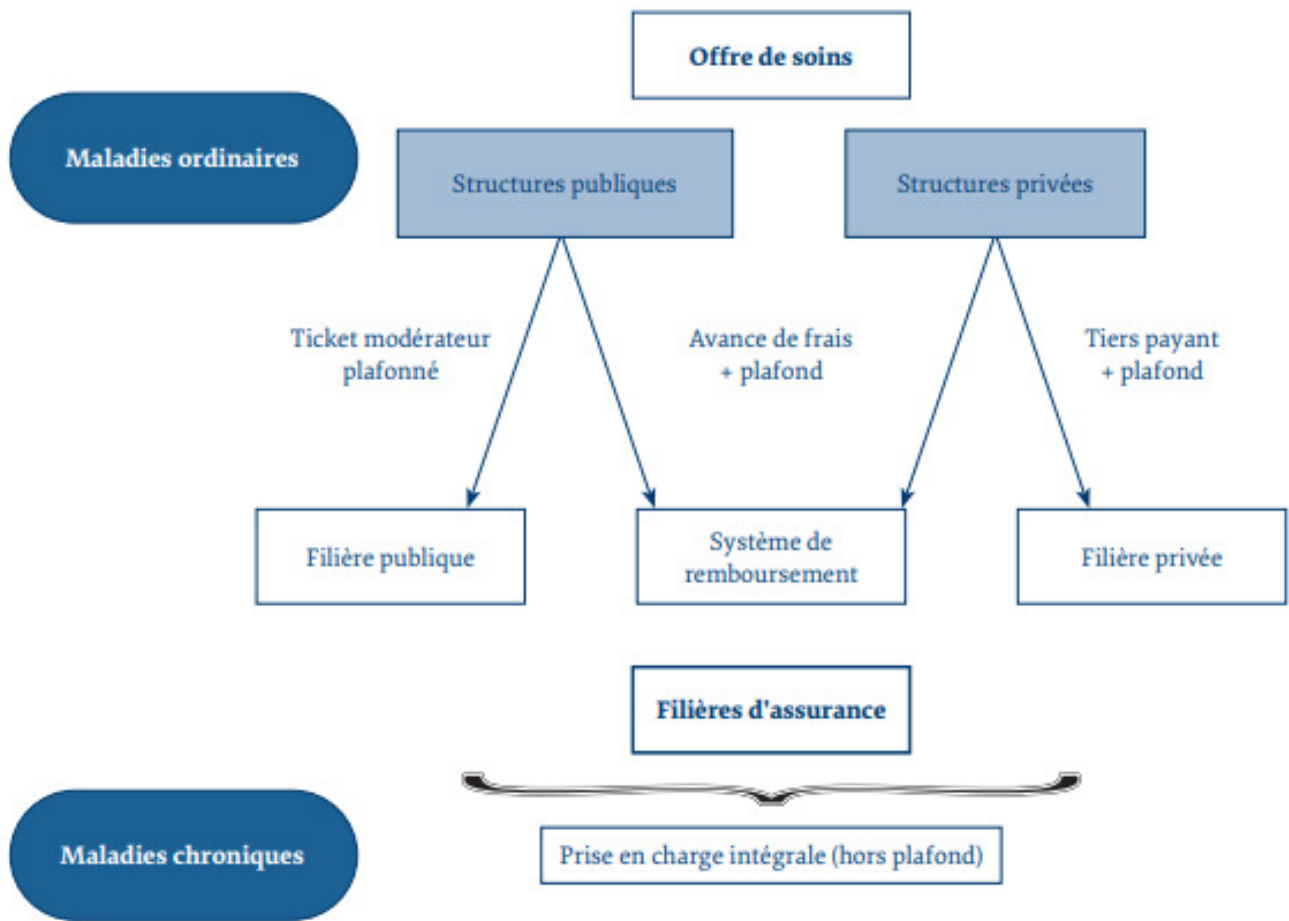 Offre de soins
Maladies ordinaires
Structures publiques
Structures privées
Ticket modérateur
plafonné
Avance de frais
+ plafond
Tiers payant
+ plafond
Filière publique
Système de
remboursement
Filière privée
Filières d'assurance
Maladies chroniques
Prise en charge intégrale (hors plafond)